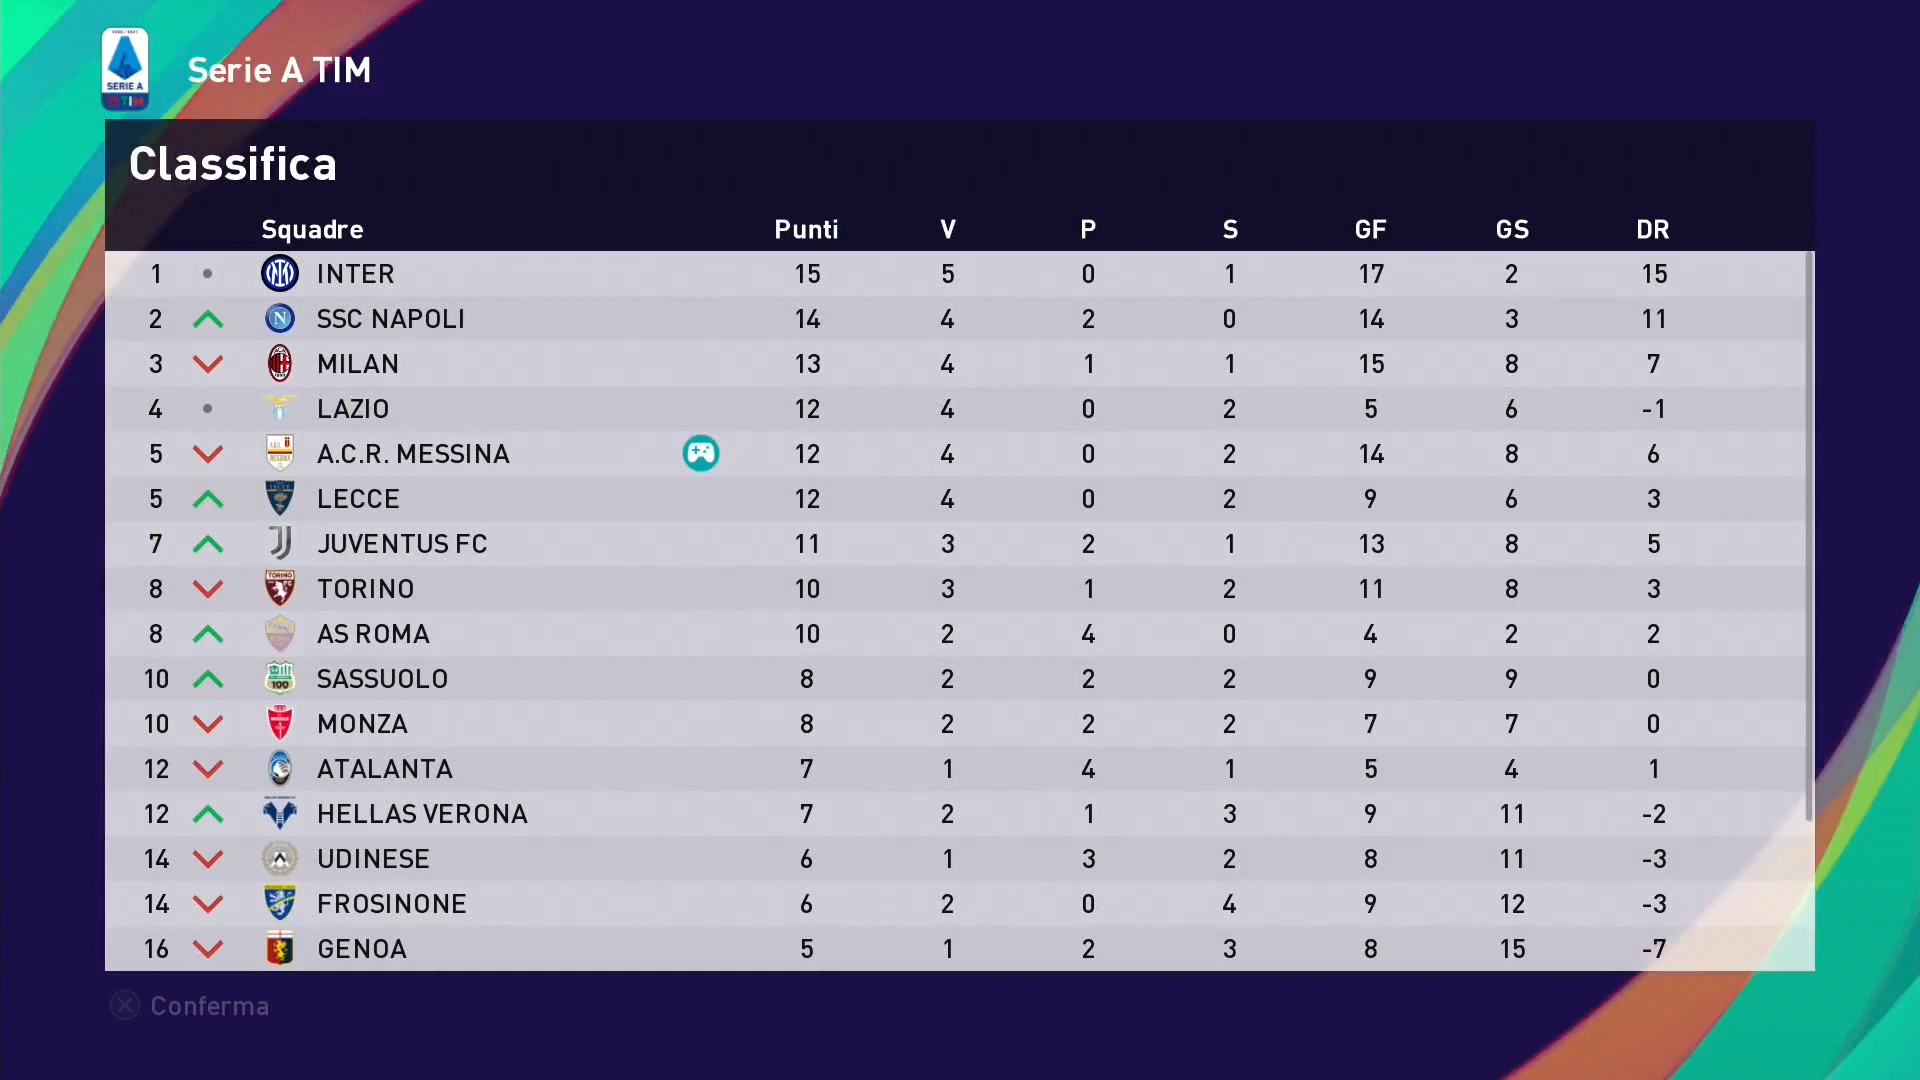 SERIE A
TIM
Serie A TIM
Classifica
Squadre Punti V P S GF GS DR
1 INTER 15 5 0 1 17 2 15
2 SSC NAPOLI 14 4 2 0 14 3 11
3 MILAN 13 4 1 1 15 8 7
4 LAZIO 12 4 0 2 5 6 -1
5 A.C.R. MESSINA 12 4 0 2 14 8 6
5 LECCE 12 4 0 2 9 6 3
7 JUVENTUS FC 11 3 2 1 13 8 5
8 TORINO 10 3 1 2 11 8 3
8 AS ROMA 10 2 4 0 4 2 2
10 SASSUOLO 8 2 2 2 9 9 0
10 MONZA 8 2 2 2 7 7 0
12 ATALANTA 7 1 4 1 5 4 1
12 HELLAS VERONA 7 2 1 3 9 11 -2
14 UDINESE 6 1 3 2 8 11 -3
14 FROSINONE 6 2 0 4 9 12 -3
16 GENOA 5 1 2 3 8 15 -7
Conferma